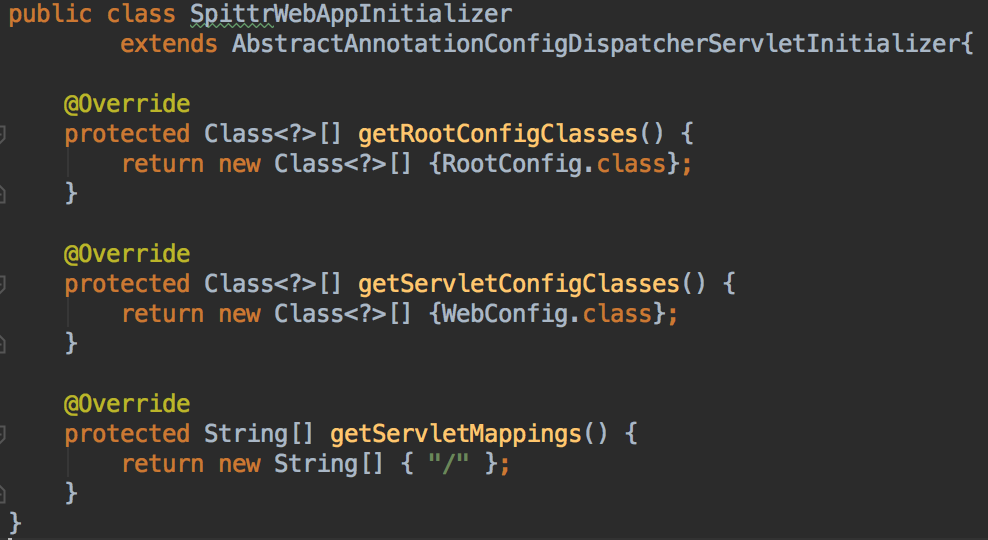 public class SpittrWebAppInitializer
        extends AbstractAnnotationConfigDispatcherServletInitializer{

    @Override
    protected Class<?>[] getRootConfigClasses() {
        return new Class<?>[] {RootConfig.class};
    }

    @Override
    protected Class<?>[] getServletConfigClasses() {
        return new Class<?>[] {WebConfig.class};
    }

    @Override
    protected String[] getServletMappings() {
        return new String[] { "/" };
    }
}